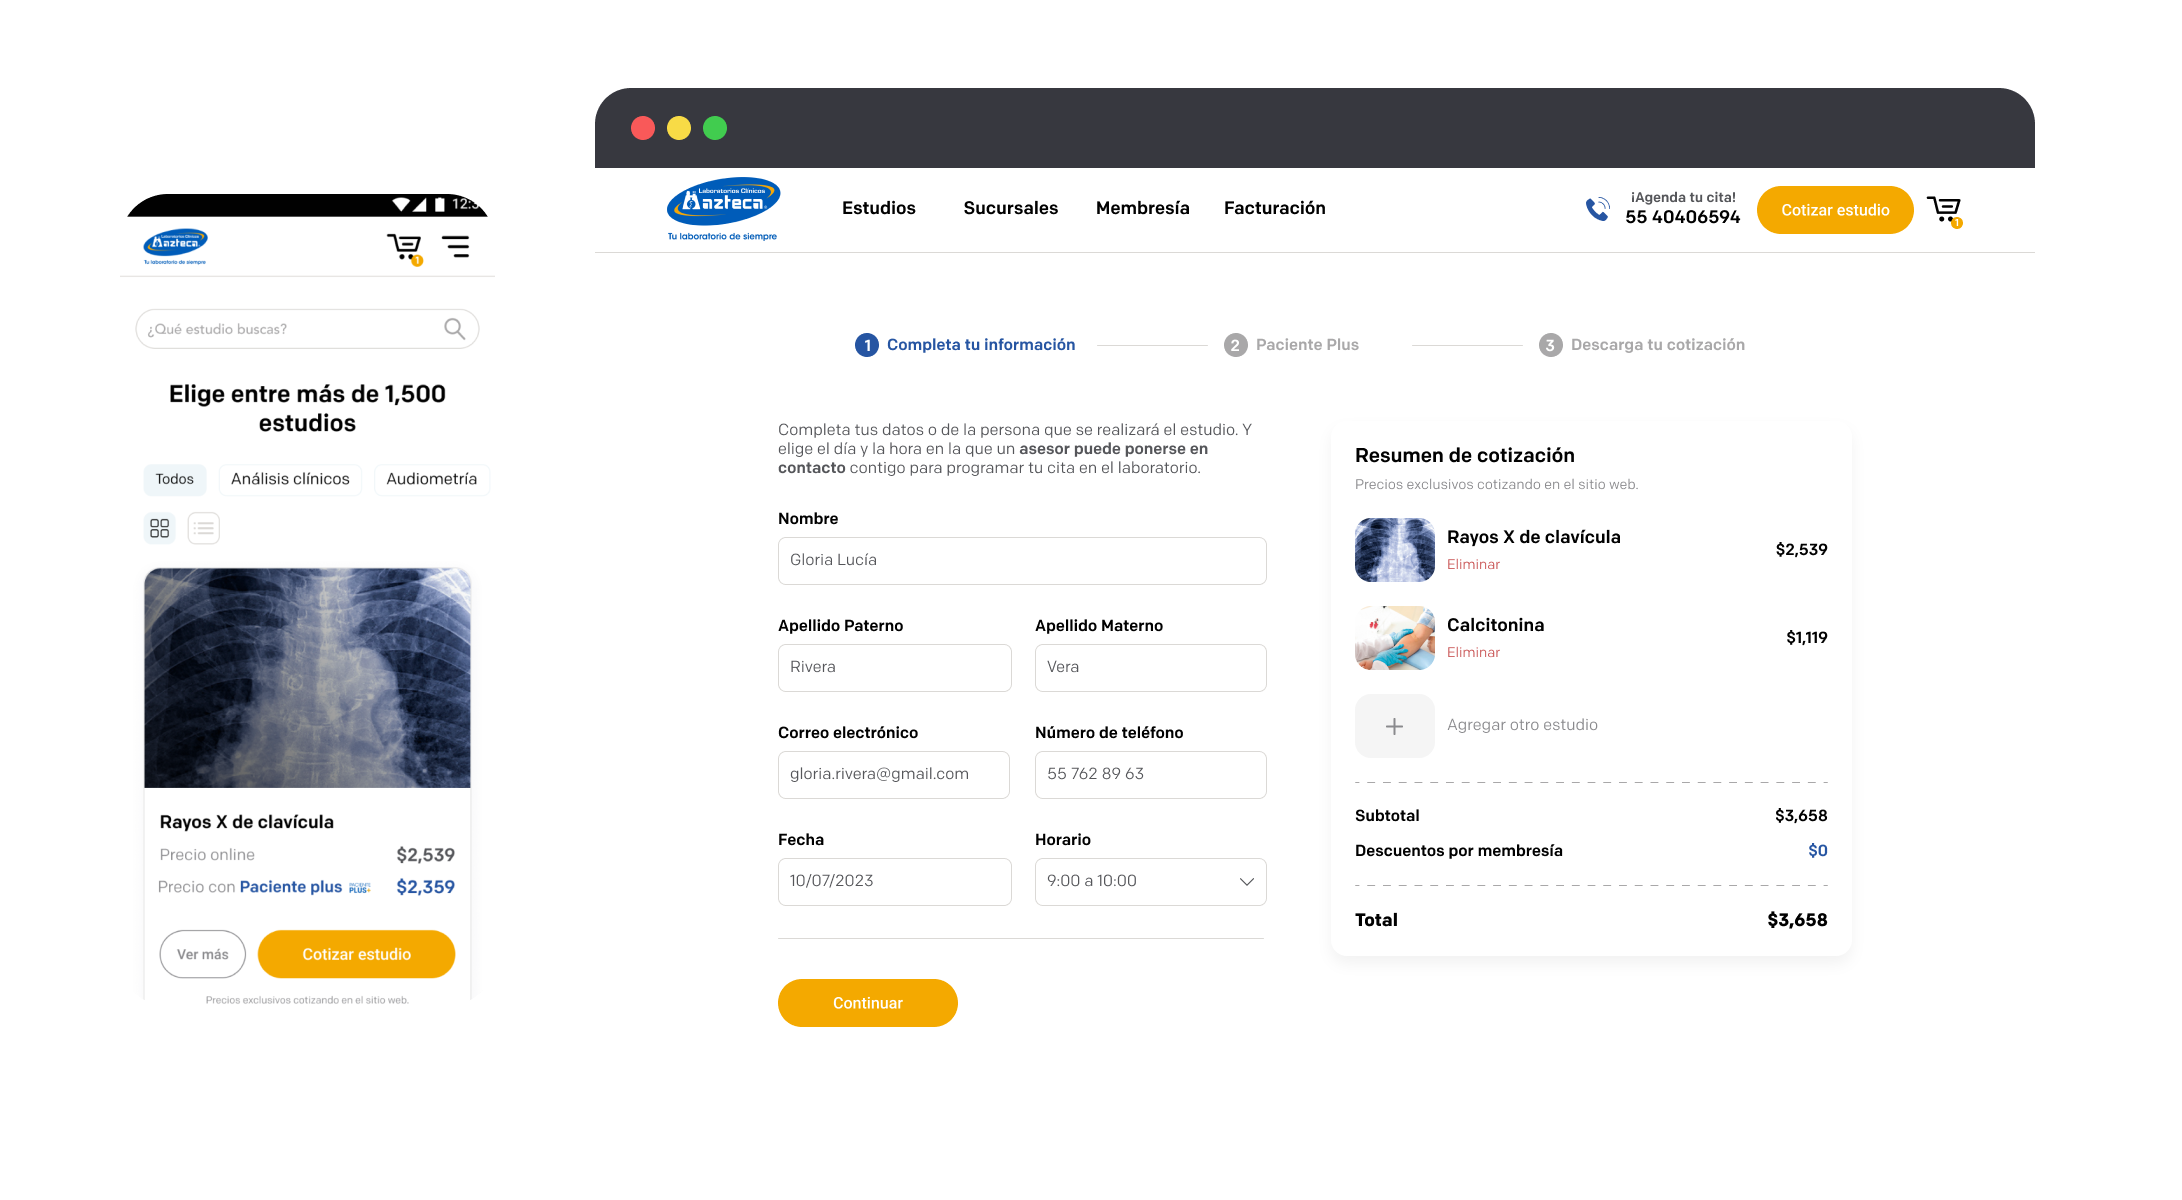 12:3
Laboratorios Clínicos
azteca
Tu laboratorio de siempre
1
¿Qué estudio buscas?
Elige entre más de 1,500
estudios
Todos
Análisis clínicos
Audiometría
Rayos X de clavícula
Precio online
$2,539
Precio con Paciente plus PACIENTE PLUS+
$2,359
Ver más
Cotizar estudio
Precios exclusivos cotizando en el sitio web.
Laboratorios Clínicos
azteca
Tu laboratorio de siempre
Estudios
Sucursales
Membresía
Facturación
¡Agenda tu cita!
55 40406594
Cotizar estudio
1
1 Completa tu información
2 Paciente Plus
3 Descarga tu cotización
Completa tus datos o de la persona que se realizará el estudio. Y
elige el día y la hora en la que un asesor puede ponerse en
contacto contigo para programar tu cita en el laboratorio.
Nombre
Gloria Lucía
Apellido Paterno
Apellido Materno
Rivera
Vera
Correo electrónico
Número de teléfono
gloria.rivera@gmail.com
55 762 89 63
Fecha
Horario
10/07/2023
9:00 a 10:00
Continuar
Resumen de cotización
Precios exclusivos cotizando en el sitio web.
Rayos X de clavícula
Eliminar
$2,539
Calcitonina
Eliminar
$1,119
Agregar otro estudio
Subtotal
$3,658
Descuentos por membresía
$0
Total
$3,658